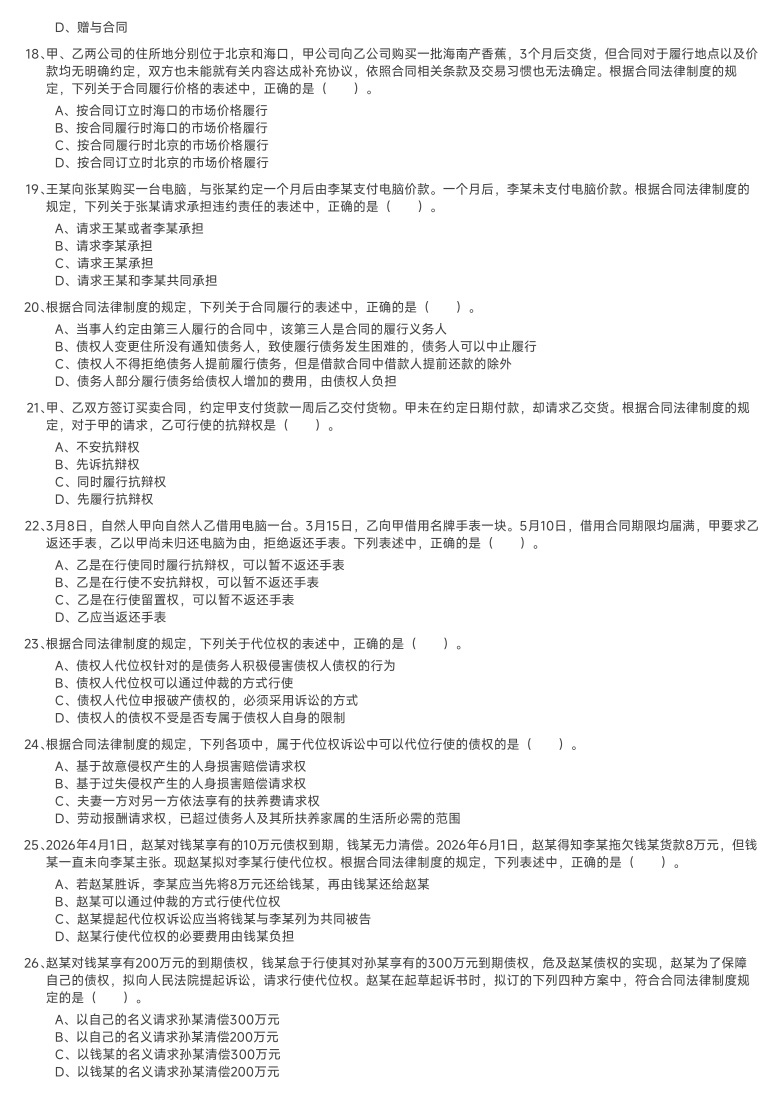 D、赠与合同
18、甲、乙两公司的住所地分别位于北京和海口，甲公司向乙公司购买一批海南产香蕉，3个月后交货，但合同对于履行地点以及价
款均无明确约定，双方也未能就有关内容达成补充协议，依照合同相关条款及交易习惯也无法确定。根据合同法律制度的规
定，下列关于合同履行价格的表述中，正确的是（　　）。
A、按合同订立时海口的市场价格履行
B、按合同履行时海口的市场价格履行
C、按合同履行时北京的市场价格履行
D、按合同订立时北京的市场价格履行
19、王某向张某购买一台电脑，与张某约定一个月后由李某支付电脑价款。一个月后，李某未支付电脑价款。根据合同法律制度的
规定，下列关于张某请求承担违约责任的表述中，正确的是（　　）。
A、请求王某或者李某承担
B、请求李某承担
C、请求王某承担
D、请求王某和李某共同承担
20、根据合同法律制度的规定，下列关于合同履行的表述中，正确的是（　　）。
A、当事人约定由第三人履行的合同中，该第三人是合同的履行义务人
B、债权人变更住所没有通知债务人，致使履行债务发生困难的，债务人可以中止履行
C、债权人不得拒绝债务人提前履行债务，但是借款合同中借款人提前还款的除外
D、债务人部分履行债务给债权人增加的费用，由债权人负担
21、甲、乙双方签订买卖合同，约定甲支付货款一周后乙交付货物。甲未在约定日期付款，却请求乙交货。根据合同法律制度的规
定，对于甲的请求，乙可行使的抗辩权是（　　）。
A、不安抗辩权
B、先诉抗辩权
C、同时履行抗辩权
D、先履行抗辩权
22、3月8日，自然人甲向自然人乙借用电脑一台。3月15日，乙向甲借用名牌手表一块。5月10日，借用合同期限均届满，甲要求乙
返还手表，乙以甲尚未归还电脑为由，拒绝返还手表。下列表述中，正确的是（　　）。
A、乙是在行使同时履行抗辩权，可以暂不返还手表
B、乙是在行使不安抗辩权，可以暂不返还手表
C、乙是在行使留置权，可以暂不返还手表
D、乙应当返还手表
23、根据合同法律制度的规定，下列关于代位权的表述中，正确的是（　　）。
A、债权人代位权针对的是债务人积极侵害债权人债权的行为
B、债权人代位权可以通过仲裁的方式行使
C、债权人代位申报破产债权的，必须采用诉讼的方式
D、债权人的债权不受是否专属于债权人自身的限制
24、根据合同法律制度的规定，下列各项中，属于代位权诉讼中可以代位行使的债权的是（　　）。
A、基于故意侵权产生的人身损害赔偿请求权
B、基于过失侵权产生的人身损害赔偿请求权
C、夫妻一方对另一方依法享有的扶养费请求权
D、劳动报酬请求权，已超过债务人及其所扶养家属的生活所必需的范围
25、2026年4月1日，赵某对钱某享有的10万元债权到期，钱某无力清偿。2026年6月1日，赵某得知李某拖欠钱某货款8万元，但钱
某一直未向李某主张。现赵某拟对李某行使代位权。根据合同法律制度的规定，下列表述中，正确的是（　　）。
A、若赵某胜诉，李某应当先将8万元还给钱某，再由钱某还给赵某
B、赵某可以通过仲裁的方式行使代位权
C、赵某提起代位权诉讼应当将钱某与李某列为共同被告
D、赵某行使代位权的必要费用由钱某负担
26、赵某对钱某享有200万元的到期债权，钱某怠于行使其对孙某享有的300万元到期债权，危及赵某债权的实现，赵某为了保障
自己的债权，拟向人民法院提起诉讼，请求行使代位权。赵某在起草起诉书时，拟订的下列四种方案中，符合合同法律制度规
定的是（　　）。
A、以自己的名义请求孙某清偿300万元
B、以自己的名义请求孙某清偿200万元
C、以钱某的名义请求孙某清偿300万元
D、以钱某的名义请求孙某清偿200万元